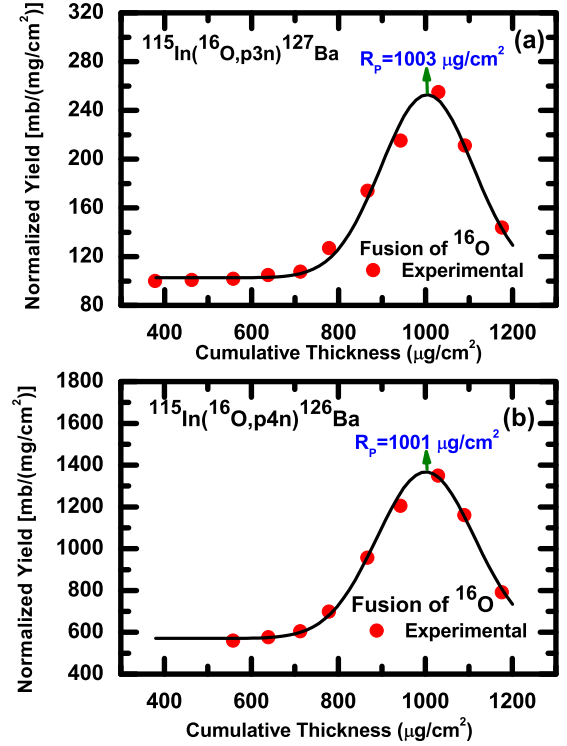 320
280
240
200
160
120
80
Normalized Yield [mb/(mg/cm²)]
¹¹⁵In(¹⁶O,p3n)¹²⁷Ba
(a)
R_P=1003 µg/cm²
Fusion of ¹⁶O
Experimental
400 600 800 1000 1200
Cumulative Thickness (µg/cm²)
1800
1600
1400
1200
1000
800
600
400
Normalized Yield [mb/(mg/cm²)]
¹¹⁵In(¹⁶O,p4n)¹²⁶Ba
(b)
R_P=1001 µg/cm²
Fusion of ¹⁶O
Experimental
400 600 800 1000 1200
Cumulative Thickness (µg/cm²)